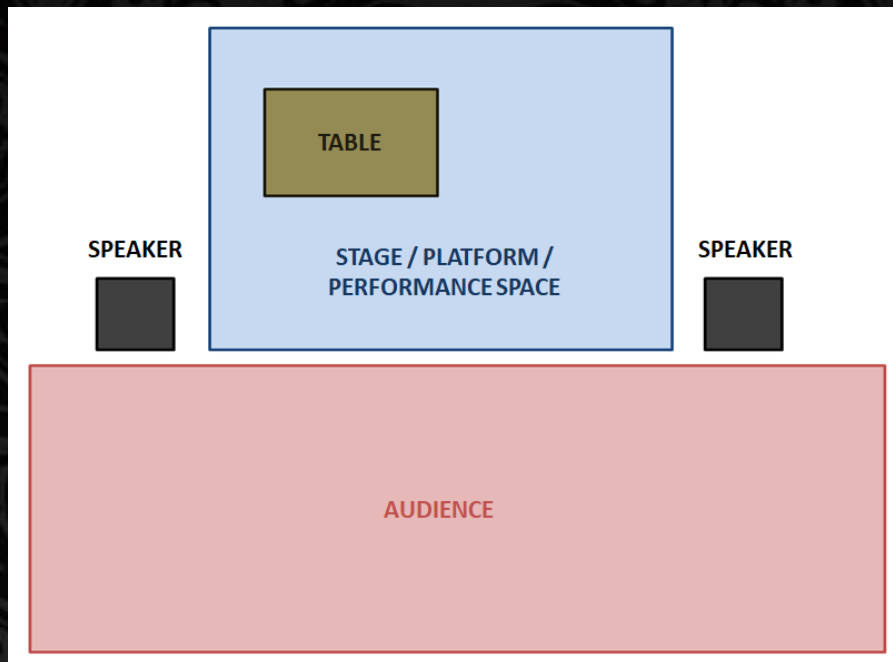 TABLE
SPEAKER
SPEAKER
STAGE / PLATFORM /
PERFORMANCE SPACE
AUDIENCE